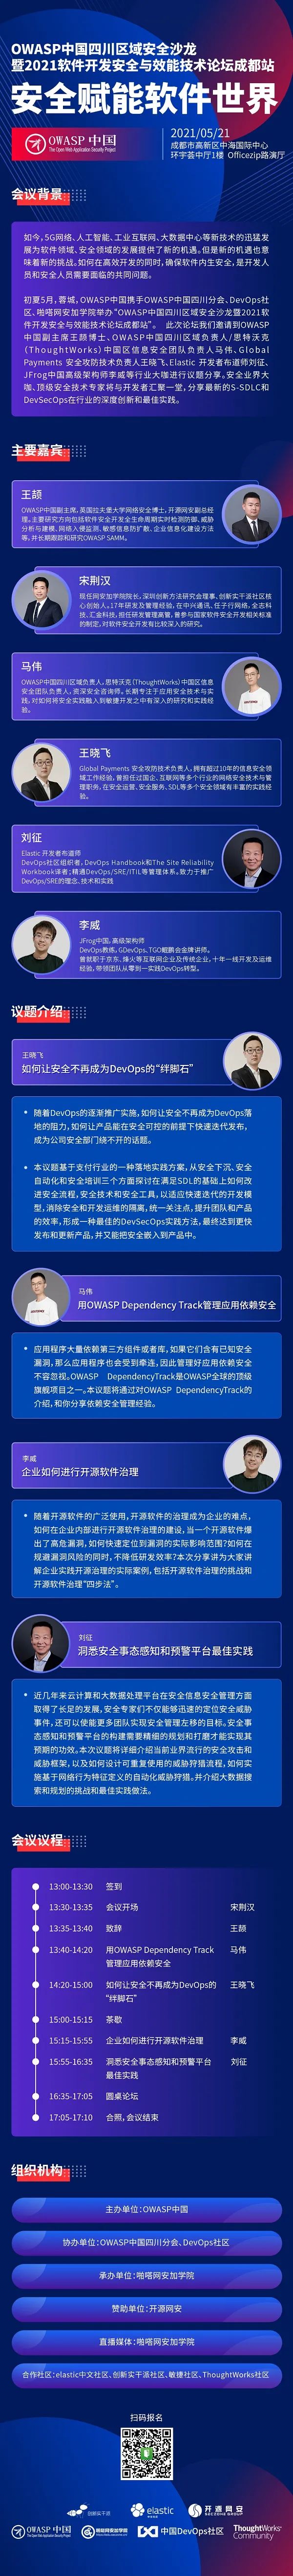 OWASP中国四川区域安全沙龙
暨2021软件开发安全与效能技术论坛成都站
安全赋能软件世界
OWASP 中国
The Open Web Application Security Project
2021/05/21
成都市高新区中海国际中心
环宇荟中厅1楼 Officezip路演厅
会议背景
如今，5G网络、人工智能、工业互联网、大数据中心等新技术的迅猛发
展为软件领域、安全领域的发展提供了新的机遇。但是新的机遇也意
味着新的挑战。如何在高效开发的同时，确保软件内生安全，是开发人
员和安全人员需要面临的共同问题。
初夏5月，蓉城，OWASP中国携手OWASP中国四川分会、DevOps社
区、啪嗒网安加学院举办“OWASP中国四川区域安全沙龙暨2021软
件开发安全与效能技术论坛成都站”。 此次论坛我们邀请到OWASP
中国副主席王颉博士、OWASP中国四川区域负责人/思特沃克
（ThoughtWorks）中国区信息安全团队负责人马伟、Global
Payments 安全攻防技术负责人王晓飞、Elastic 开发者布道师刘征、
JFrog中国高级架构师李威等行业大咖进行议题分享。安全业界大
咖、顶级安全技术专家将与开发者汇聚一堂，分享最新的S-SDLC和
DevSecOps在行业的深度创新和最佳实践。
主要嘉宾
王颉
OWASP中国副主席，英国拉夫堡大学网络安全博士，开源网安副总经
理。主要研究方向包括软件安全开发全生命周期实时检测防御、威胁
分析与建模、网络入侵监测、敏感信息防扩散、企业信息化建设方法
等，并长期跟踪和研究OWASP SAMM。
宋荆汉
现任网安加学院院长，深圳创新方法研究会理事、创新实干派社区核
心创始人。17年研发及管理经验，在中兴通讯、任子行网络、全志科
技、汇金科技，担任研发管理高管，曾参与国家软件安全开发相关标准
的制定，对软件安全开发有比较深入的研究。
马伟
OWASP中国四川区域负责人，思特沃克（ThoughtWorks）中国区信息
安全团队负责人，资深安全咨询师。长期专注于应用安全技术与实
践，对如何将安全实践融入到敏捷开发之中有深入的研究和实践经
验。
王晓飞
Global Payments 安全攻防技术负责人，拥有超过10年的信息安全领
域工作经验，曾担任过国企、互联网等多个行业的网络安全技术与管
理职务，在安全运营、安全服务、SDL等多个安全领域有丰富的实践经
验。
刘征
Elastic 开发者布道师
DevOps社区组织者，DevOps Handbook和The Site Reliability
Workbook译者；精通DevOps/SRE/ITIL等管理体系。致力于推广
DevOps/SRE的理念、技术和实践
李威
JFrog中国，高级架构师
DevOps教练，GDevOps、TGO鲲鹏会金牌讲师。
曾就职于京东、烽火等互联网企业及传统企业，十年一线开发及运维
经验，带领团队从零到一实践DevOps转型。
议题介绍
王晓飞
如何让安全不再成为DevOps的“绊脚石”
随着DevOps的逐渐推广实施，如何让安全不再成为DevOps落
地的阻力，如何让产品能在安全可控的前提下快速迭代发布，
成为公司安全部门绕不开的话题。
本议题基于支付行业的一种落地实践方案，从安全下沉、安全
自动化和安全培训三个方面探讨在满足SDL的基础上如何改
进安全流程，安全技术和安全工具，以适应快速迭代的开发模
型，消除安全和开发运维的隔离，统一关注点，提升团队和产品
的效率，形成一种最佳的DevSecOps实践方法，最终达到更快
发布和更新产品，并又能把安全嵌入到产品中。
马伟
用OWASP Dependency Track管理应用依赖安全
应用程序大量依赖第三方组件或者库，如果它们含有已知安全
漏洞，那么应用程序也会受到牵连，因此管理好应用依赖安全
不容忽视。OWASP DependencyTrack是OWASP全球的顶级
旗舰项目之一。本议题将通过对OWASP DependencyTrack的
介绍，和你分享依赖安全管理经验。
李威
企业如何进行开源软件治理
随着开源软件的广泛使用，开源软件的治理成为企业的难点，
如何在企业内部进行开源软件治理的建设，当一个开源软件爆
出了高危漏洞，如何快速定位到漏洞的实际影响范围？如何在
规避漏洞风险的同时，不降低研发效率？本次分享讲为大家讲
解企业实践开源治理的实际案例，包括开源软件治理的挑战和
开源软件治理“四步法”。
刘征
洞悉安全事态感知和预警平台最佳实践
近几年来云计算和大数据处理平台在安全信息安全管理方面
取得了长足的发展，安全专家们不仅能够迅速的定位安全威胁
事件，还可以使能更多团队实现安全管理左移的目标。安全事
态感知和预警平台的构建需要精细的规划和打磨才能实现其
预期的功效。本次议题将详细介绍当前业界流行的安全攻击和
威胁框架，以及如何设计可重复使用的威胁狩猎流程，如何实
施基于网络行为特征定义的自动化威胁狩猎。并介绍大数据搜
索和规划的挑战和最佳实践做法。
会议议程
13:00-13:30 签到
13:30-13:35 会议开场 宋荆汉
13:35-13:40 致辞 王颉
13:40-14:20 用OWASP Dependency Track 马伟
管理应用依赖安全
14:20-15:00 如何让安全不再成为DevOps的 王晓飞
“绊脚石”
15:00-15:15 茶歇
15:15-15:55 企业如何进行开源软件治理 李威
15:55-16:35 洞悉安全事态感知和预警平台 刘征
最佳实践
16:35-17:05 圆桌论坛
17:05-17:10 合照，会议结束
组织机构
主办单位：OWASP中国
协办单位：OWASP中国四川分会、DevOps社区
承办单位：啪嗒网安加学院
赞助单位：开源网安
直播媒体：啪嗒网安加学院
合作社区：elastic中文社区、创新实干派社区、敏捷社区、ThoughtWorks社区
扫码报名
创新实干派
elastic
开源网安
SECZONE GROUP
OWASP 中国
The Open Web Application Security Project
啪嗒网安加学院
中国DevOps社区
ThoughtWorks
Community